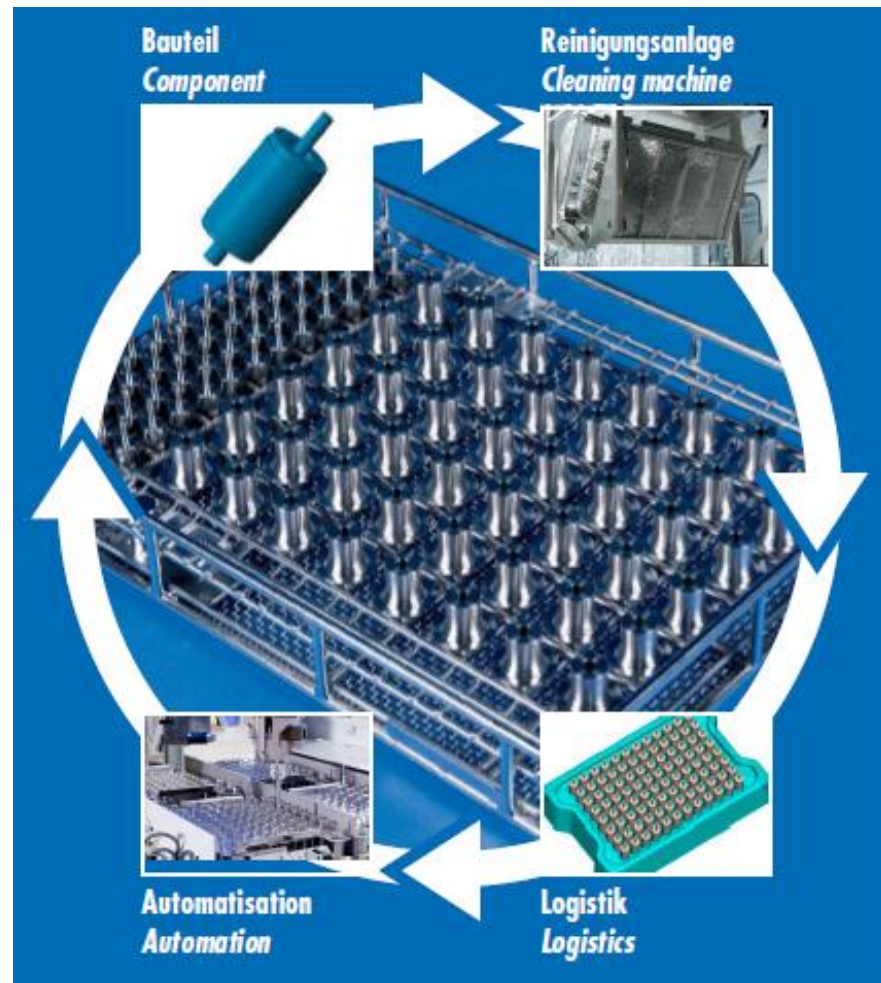 Bauteil
Component
Reinigungsanlage
Cleaning machine
Automatisation
Automation
Logistik
Logistics